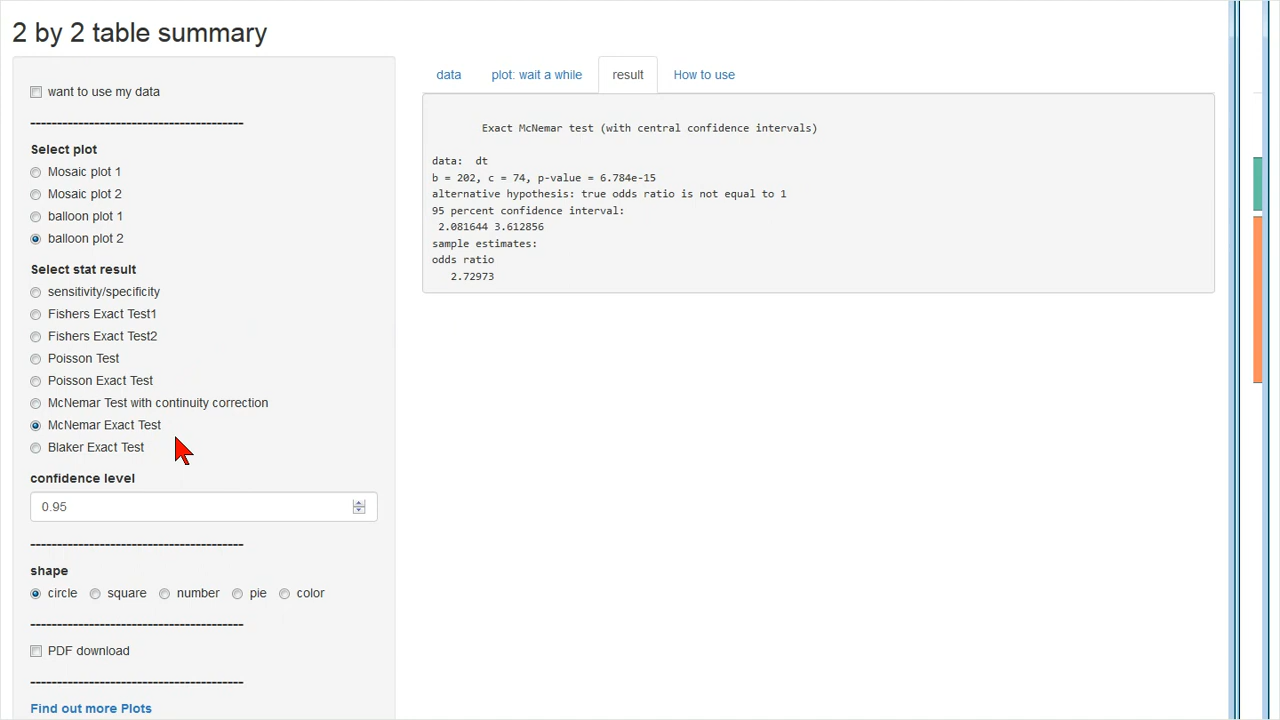 2 by 2 table summary
want to use my data
----------------------------------------
Select plot
Mosaic plot 1
Mosaic plot 2
balloon plot 1
balloon plot 2
Select stat result
sensitivity/specificity
Fishers Exact Test1
Fishers Exact Test2
Poisson Test
Poisson Exact Test
McNemar Test with continuity correction
McNemar Exact Test
Blaker Exact Test
confidence level
0.95
----------------------------------------
shape
circle square number pie color
----------------------------------------
PDF download
----------------------------------------
Find out more Plots
data plot: wait a while result How to use
Exact McNemar test (with central confidence intervals)
data: dt
b = 202, c = 74, p-value = 6.784e-15
alternative hypothesis: true odds ratio is not equal to 1
95 percent confidence interval:
2.081644 3.612856
sample estimates:
odds ratio
2.72973